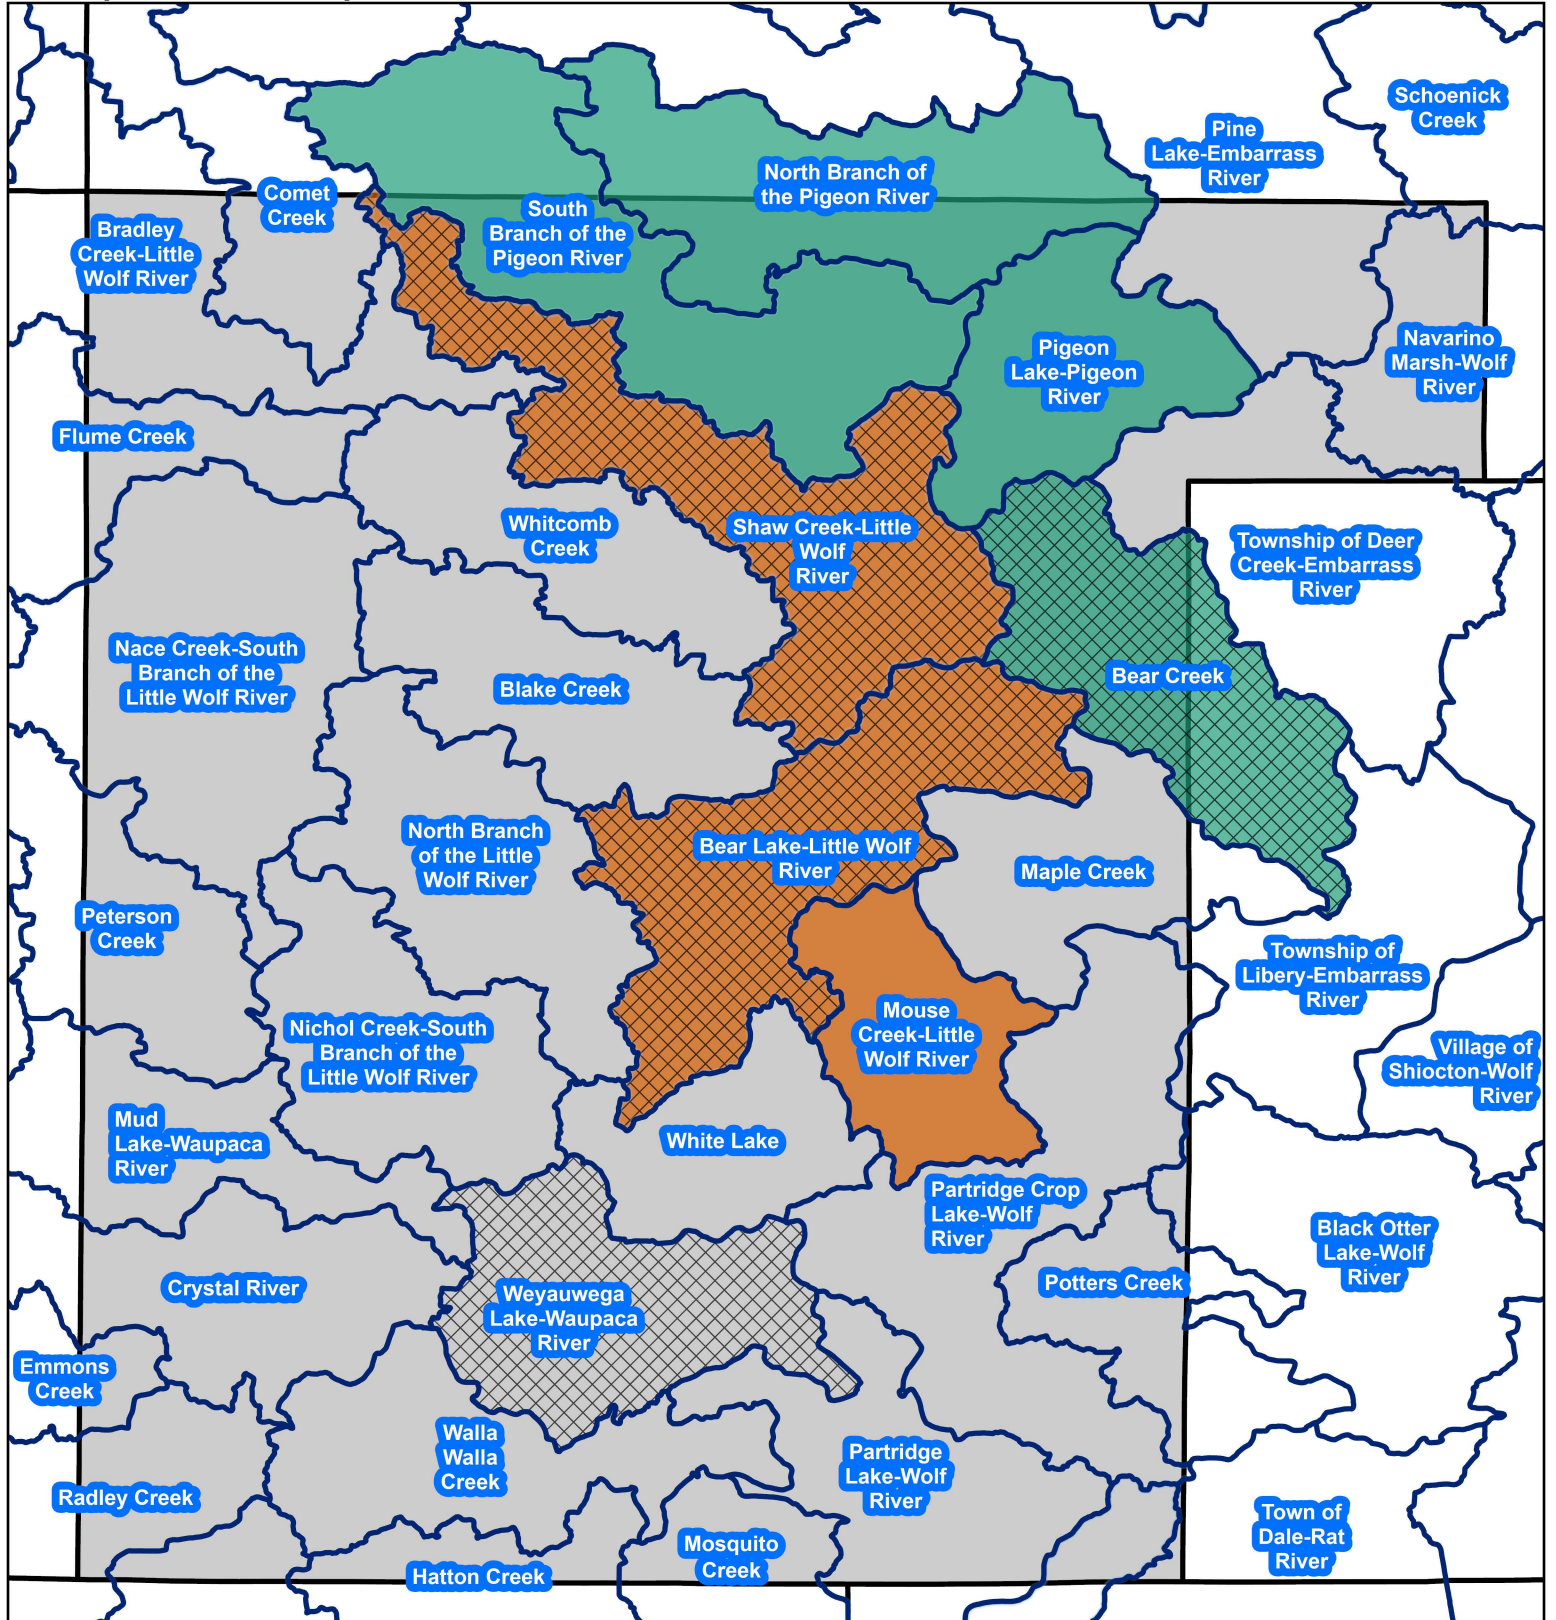 Schoenick
Creek
Pine
Lake-Embarrass
River
North Branch of
the Pigeon River
Comet
Creek
South
Branch of the
Pigeon River
Bradley
Creek-Little
Wolf River
Navarino
Marsh-Wolf
River
Pigeon
Lake-Pigeon
River
Flume Creek
Whitcomb
Creek
Shaw Creek-Little
Wolf
River
Township of Deer
Creek-Embarrass
River
Nace Creek-South
Branch of the
Little Wolf River
Blake Creek
Bear Creek
North Branch
of the Little
Wolf River
Bear Lake-Little Wolf
River
Maple Creek
Peterson
Creek
Township of
Libery-Embarrass
River
Nichol Creek-South
Branch of the
Little Wolf River
Mouse
Creek-Little
Wolf River
Village of
Shiocton-Wolf
River
Mud
Lake-Waupaca
River
White Lake
Partridge Crop
Lake-Wolf
River
Black Otter
Lake-Wolf
River
Crystal River
Weyauwega
Lake-Waupaca
River
Potters Creek
Emmons
Creek
Walla
Walla
Creek
Partridge
Lake-Wolf
River
Radley Creek
Town of
Dale-Rat
River
Mosquito
Creek
Hatton Creek